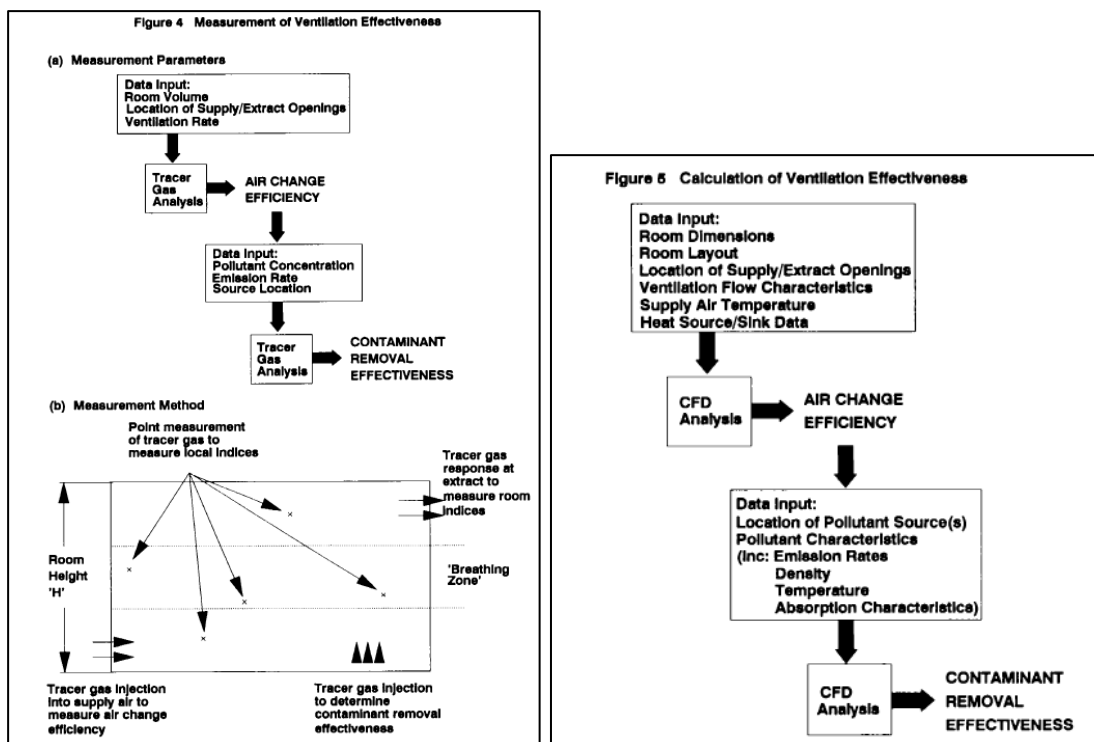 Figure 4 Measurement of Ventilation Effectiveness
(a) Measurement Parameters
Data Input:
Room Volume
Location of Supply/Extract Openings
Ventilation Rate
Tracer
Gas
Analysis
AIR CHANGE
EFFICIENCY
Data Input:
Pollutant Concentration
Emission Rate
Source Location
Tracer
Gas
Analysis
CONTAMINANT
REMOVAL
EFFECTIVENESS
(b) Measurement Method
Point measurement
of tracer gas to
measure local indices
Tracer gas
response at
extract to
measure room
indices
Room
Height
'H'
'Breathing
Zone'
Tracer gas injection
into supply air to
measure air change
efficiency
Tracer gas injection
to determine
contaminant removal
effectiveness
Figure 5 Calculation of Ventilation Effectiveness
Data Input:
Room Dimensions
Room Layout
Location of Supply/Extract Openings
Ventilation Flow Characteristics
Supply Air Temperature
Heat Source/Sink Data
CFD
Analysis
AIR CHANGE
EFFICIENCY
Data Input:
Location of Pollutant Source(s)
Pollutant Characteristics
(Inc: Emission Rates
Density
Temperature
Absorption Characteristics)
CFD
Analysis
CONTAMINANT
REMOVAL
EFFECTIVENESS